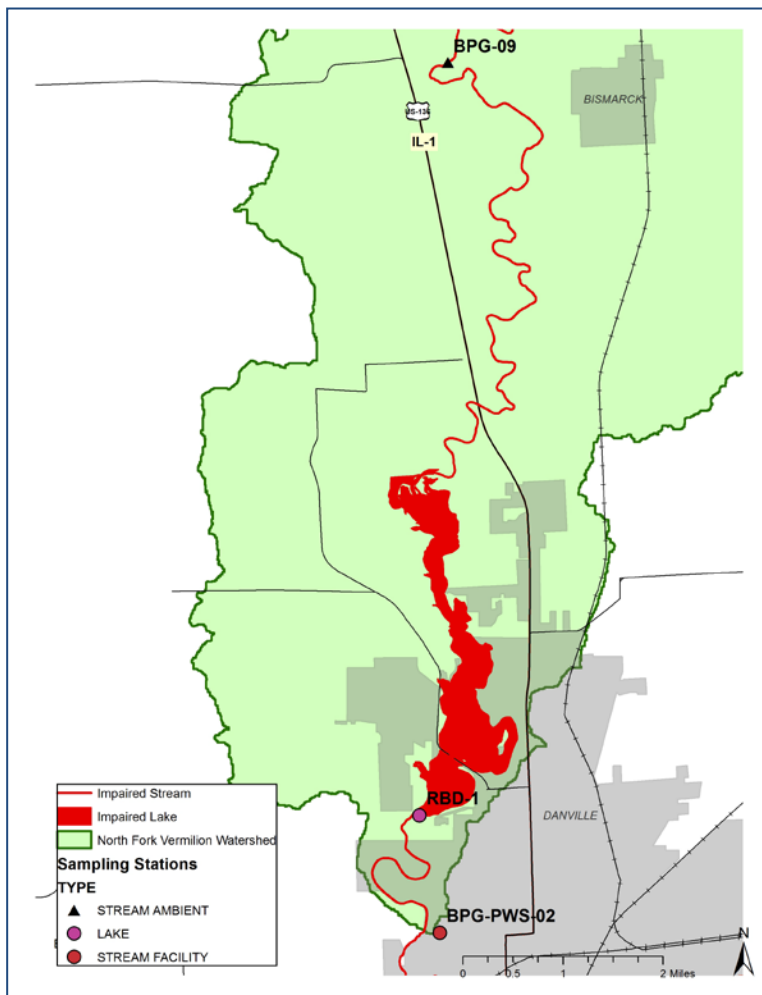 BPG-09
BISMARCK
US-136
IL-1
RBD-1
DANVILLE
BPG-PWS-02
Impaired Stream
Impaired Lake
North Fork Vermilion Watershed
Sampling Stations
TYPE
STREAM AMBIENT
LAKE
STREAM FACILITY
N
0 0.5 1 2 Miles